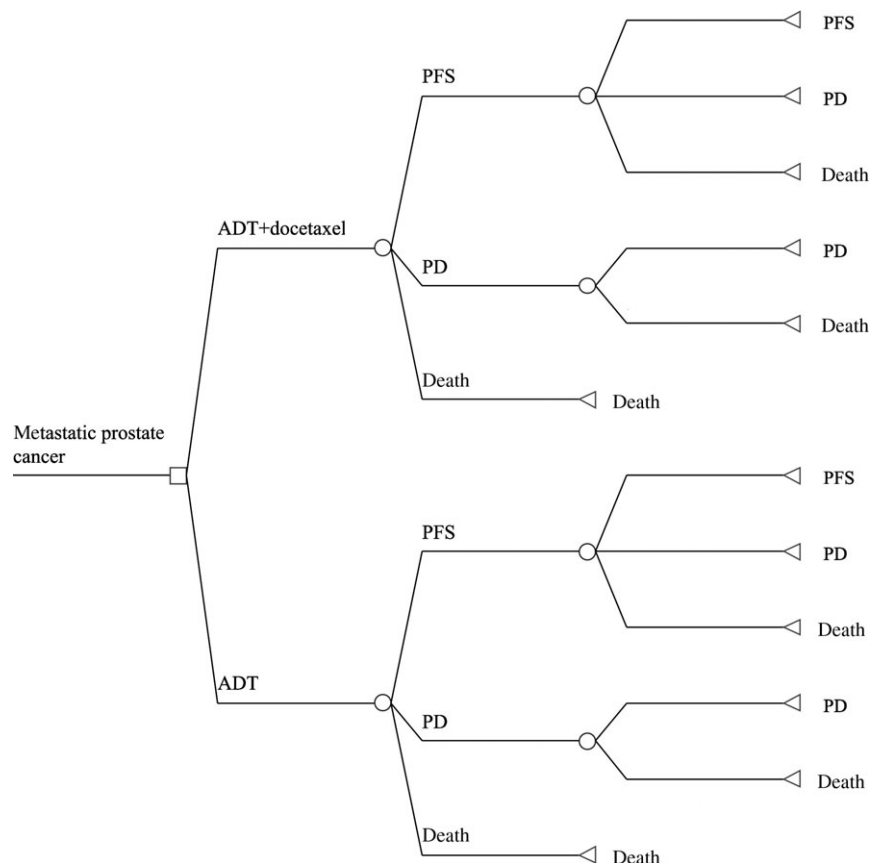 PFS
PFS
PD
Death
ADT+docetaxel
PD
PD
Death
Death
Death
Metastatic prostate
cancer
PFS
PFS
PD
Death
ADT
PD
PD
Death
Death
Death